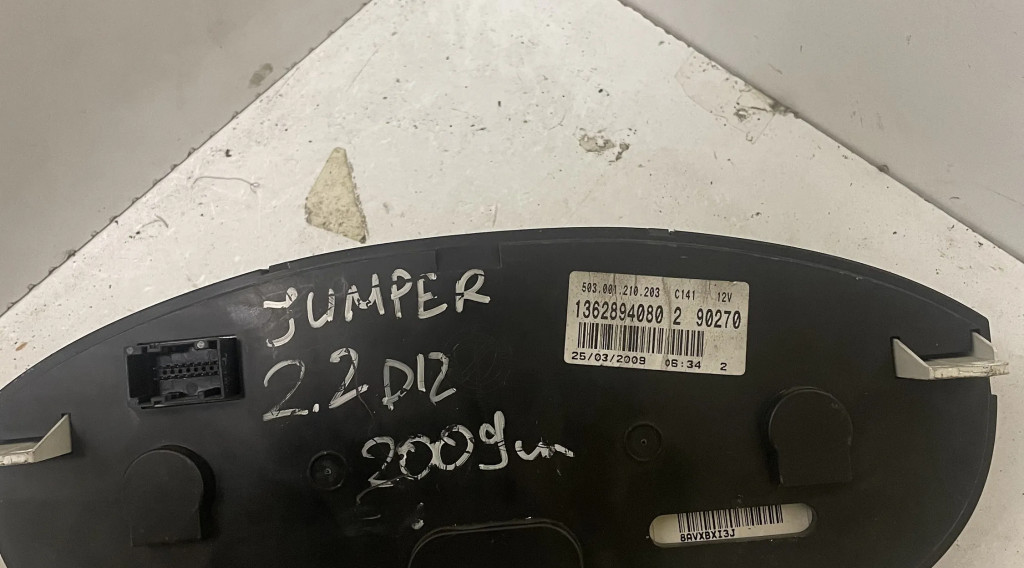 JUMPER
2.2 D12
2009gun
503.001.210.203 C141 12V
1362894080 2 90270
25/03/2009 06:34 2
8AVXBXI3J